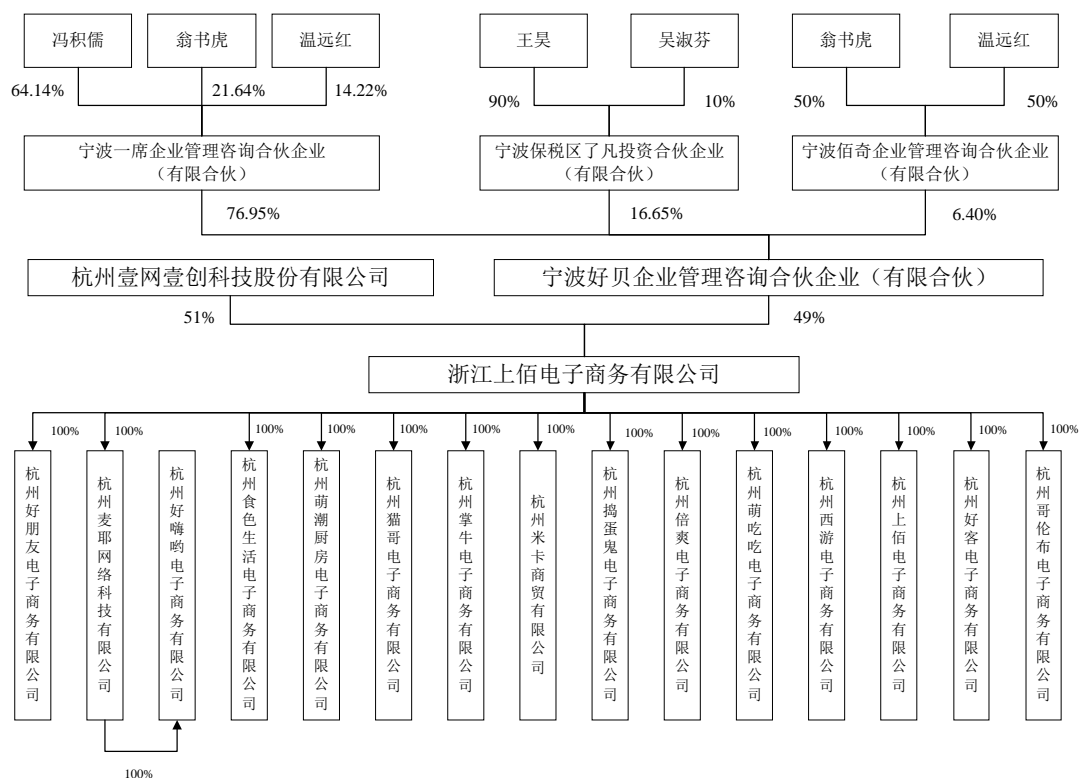 冯积儒
翁书虎
温远红
王昊
吴淑芬
翁书虎
温远红
64.14%
21.64%
14.22%
90%
10%
50%
50%
宁波一席企业管理咨询合伙企业
（有限合伙）
宁波保税区了凡投资合伙企业
（有限合伙）
宁波佰奇企业管理咨询合伙企业
（有限合伙）
76.95%
16.65%
6.40%
杭州壹网壹创科技股份有限公司
宁波好贝企业管理咨询合伙企业（有限合伙）
51%
49%
浙江上佰电子商务有限公司
100%
100%
100%
100%
100%
100%
100%
100%
100%
100%
100%
100%
100%
100%
杭州好朋友电子商务有限公司
杭州麦耶网络科技有限公司
杭州好嗨哟电子商务有限公司
杭州食色生活电子商务有限公司
杭州萌潮厨房电子商务有限公司
杭州猫哥电子商务有限公司
杭州掌牛电子商务有限公司
杭州米卡商贸有限公司
杭州捣蛋鬼电子商务有限公司
杭州倍爽电子商务有限公司
杭州萌吃吃电子商务有限公司
杭州西游电子商务有限公司
杭州上佰电子商务有限公司
杭州好客电子商务有限公司
杭州哥伦布电子商务有限公司
100%